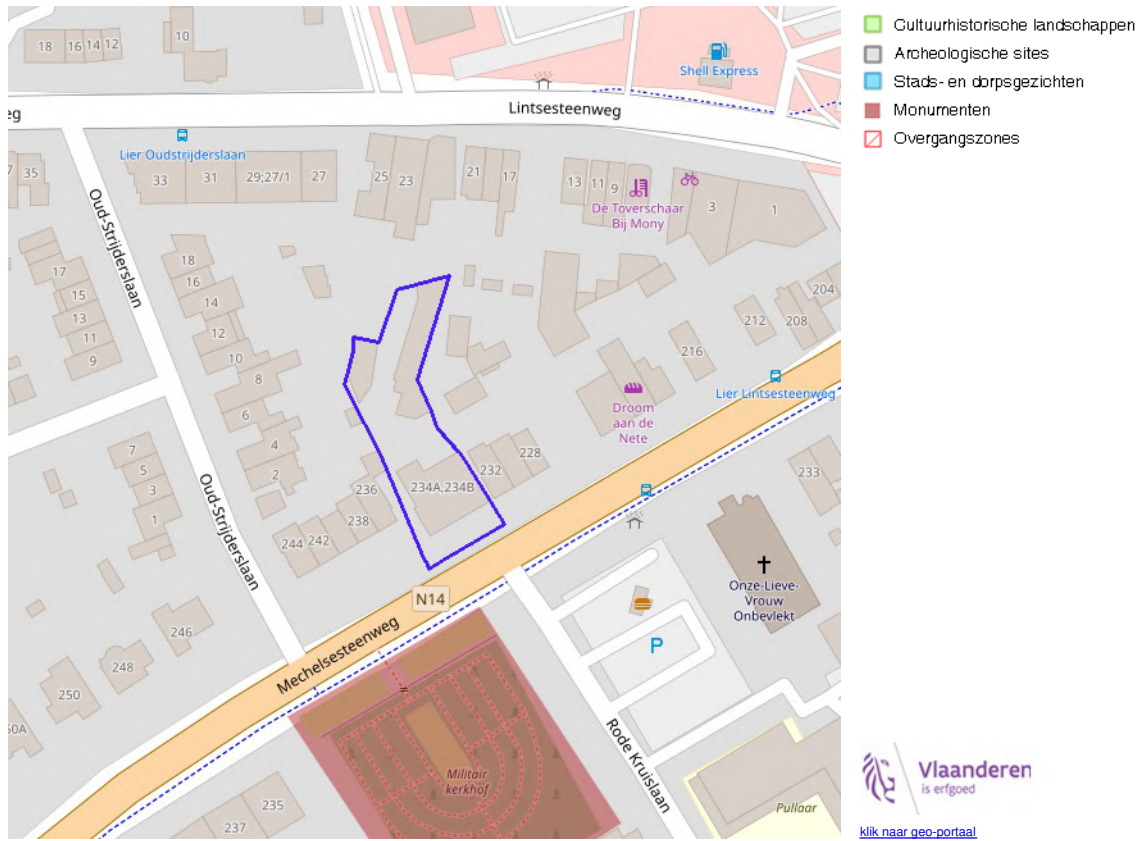 18
16
14
12
10
Shell Express
eg
Lintsesteenweg
Lier Oudstrijderslaan
35
33
31
29;27/1
27
25
23
21
17
13
11
9
De Toverschaar
Bij Mony
3
1
Oud-Strijderslaan
17
15
13
11
9
18
16
14
12
10
8
6
4
2
204
208
212
216
Lier Lintsesteenweg
Droom
aan de
Nete
7
5
3
1
228
232
234A,234B
236
238
242
244
233
Oud-Strijderslaan
Onze-Lieve-
Vrouw
Onbevlekt
N14
P
246
248
250
50A
Mechelsesteenweg
Rode Kruislaan
Militair
kerkhof
235
237
Pullaar
Cultuurhistorische landschappen
Archeologische sites
Stads- en dorpsgezichten
Monumenten
Overgangszones
Vlaanderen
is erfgoed
klik naar geo-portaal